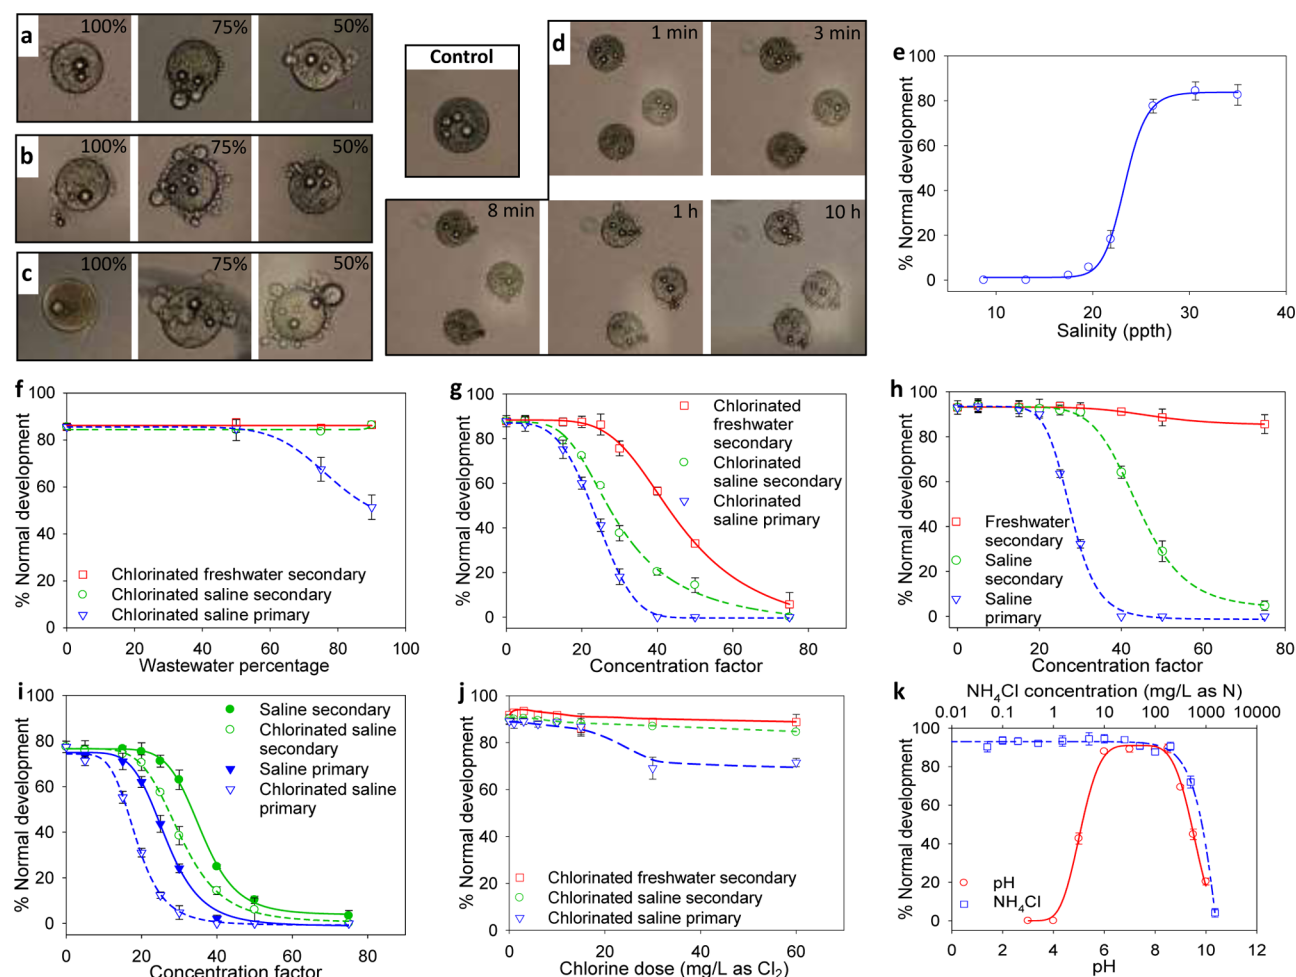 a
100%
75%
50%
b
100%
75%
50%
c
100%
75%
50%
Control
d
1 min
3 min
8 min
1 h
10 h
e
100
80
60
40
20
0
% Normal development
10
20
30
40
Salinity (ppth)
f
100
80
60
40
20
0
% Normal development
Chlorinated freshwater secondary
Chlorinated saline secondary
Chlorinated saline primary
0
20
40
60
80
100
Wastewater percentage
g
100
80
60
40
20
0
% Normal development
Chlorinated
freshwater
secondary
Chlorinated
saline secondary
Chlorinated
saline primary
0
20
40
60
80
Concentration factor
h
100
80
60
40
20
0
% Normal development
Freshwater
secondary
Saline
secondary
Saline
primary
0
20
40
60
80
Concentration factor
i
100
80
60
40
20
0
% Normal development
Saline secondary
Chlorinated saline
secondary
Saline primary
Chlorinated saline
primary
0
20
40
60
80
Concentration factor
j
100
80
60
40
20
0
% Normal Development
Chlorinated freshwater secondary
Chlorinated saline secondary
Chlorinated saline primary
0
10
20
30
40
50
60
Chlorine dose (mg/L as Cl₂)
k
NH₄Cl concentration (mg/L as N)
0.01
0.1
1
10
100
1000
10000
100
80
60
40
20
0
% Normal development
pH
NH₄Cl
0
2
4
6
8
10
12
pH